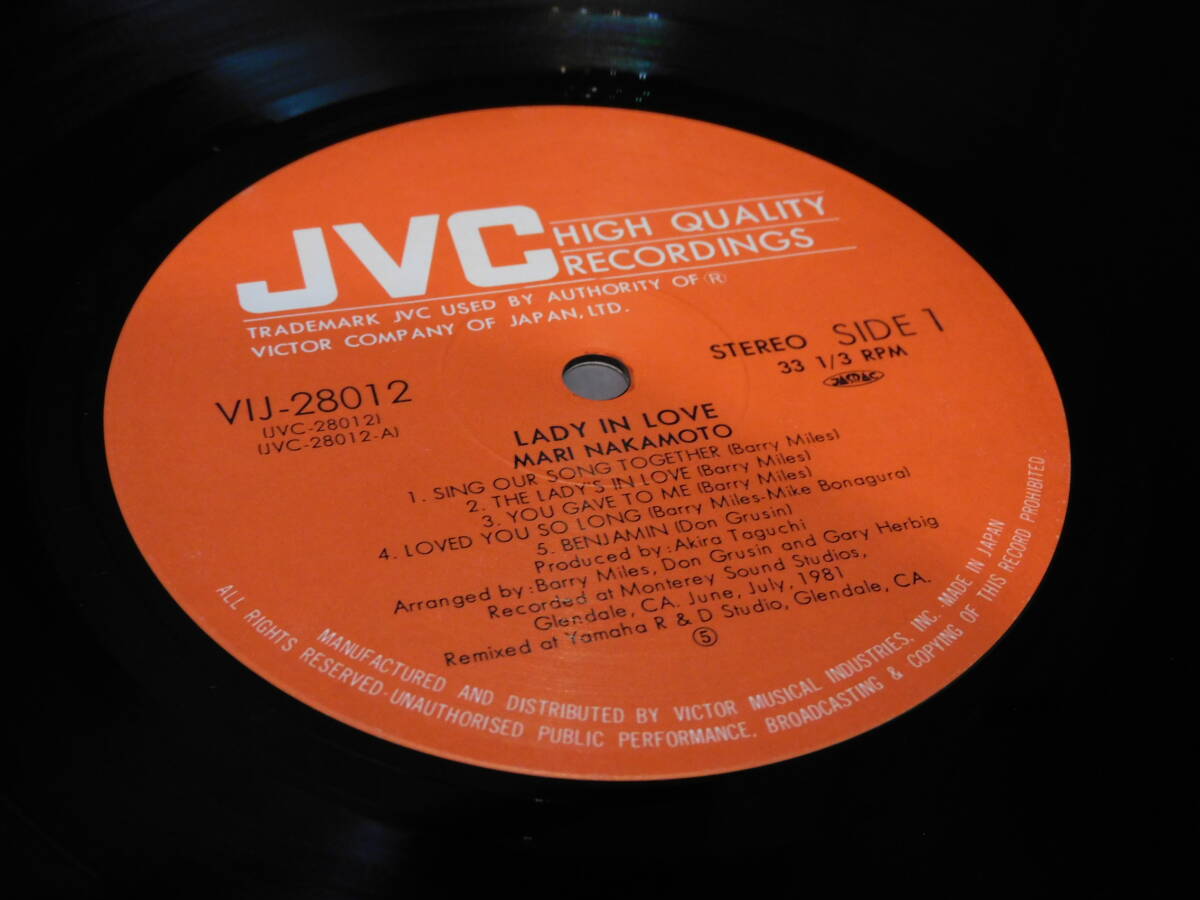 JVC HIGH QUALITY
RECORDINGS
TRADEMARK JVC USED BY AUTHORITY OF Ⓡ
VICTOR COMPANY OF JAPAN, LTD.
STEREO SIDE 1
33 1/3 RPM
JASRAC
VIJ-28012
(JVC-28012)
(JVC-28012-A)
LADY IN LOVE
MARI NAKAMOTO
1. SING OUR SONG TOGETHER (Barry Miles)
2. THE LADY'S IN LOVE (Barry Miles)
3. YOU GAVE TO ME (Barry Miles)
4. LOVED YOU SO LONG (Barry Miles-Mike Bonagura)
5. BENJAMIN (Don Grusin)
Produced by: Akira Taguchi
Arranged by: Barry Miles, Don Grusin and Gary Herbig
Recorded at Monterey Sound Studios,
Glendale, CA. June, July, 1981
Remixed at Yamaha R & D Studio, Glendale, CA.
⑤
MANUFACTURED AND DISTRIBUTED BY VICTOR MUSICAL INDUSTRIES, INC. MADE IN JAPAN
ALL RIGHTS RESERVED-UNAUTHORISED PUBLIC PERFORMANCE, BROADCASTING & COPYING OF THIS RECORD PROHIBITED